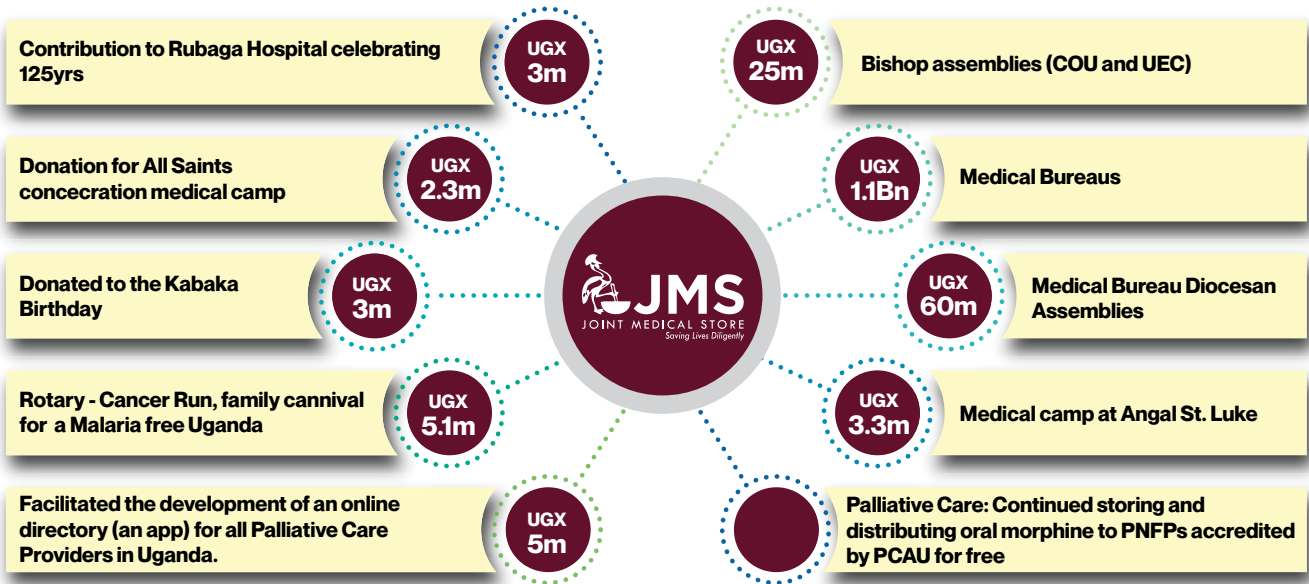 Contribution to Rubaga Hospital celebrating
125yrs
UGX
3m
Donation for All Saints
concecration medical camp
UGX
2.3m
Donated to the Kabaka
Birthday
UGX
3m
Rotary - Cancer Run, family cannival
for a Malaria free Uganda
UGX
5.1m
Facilitated the development of an online
directory (an app) for all Palliative Care
Providers in Uganda.
UGX
5m
JMS
JOINT MEDICAL STORE
Saving Lives Diligently
UGX
25m
Bishop assemblies (COU and UEC)
UGX
1.1Bn
Medical Bureaus
UGX
60m
Medical Bureau Diocesan
Assemblies
UGX
3.3m
Medical camp at Angal St. Luke
Palliative Care: Continued storing and
distributing oral morphine to PNFPs accredited
by PCAU for free